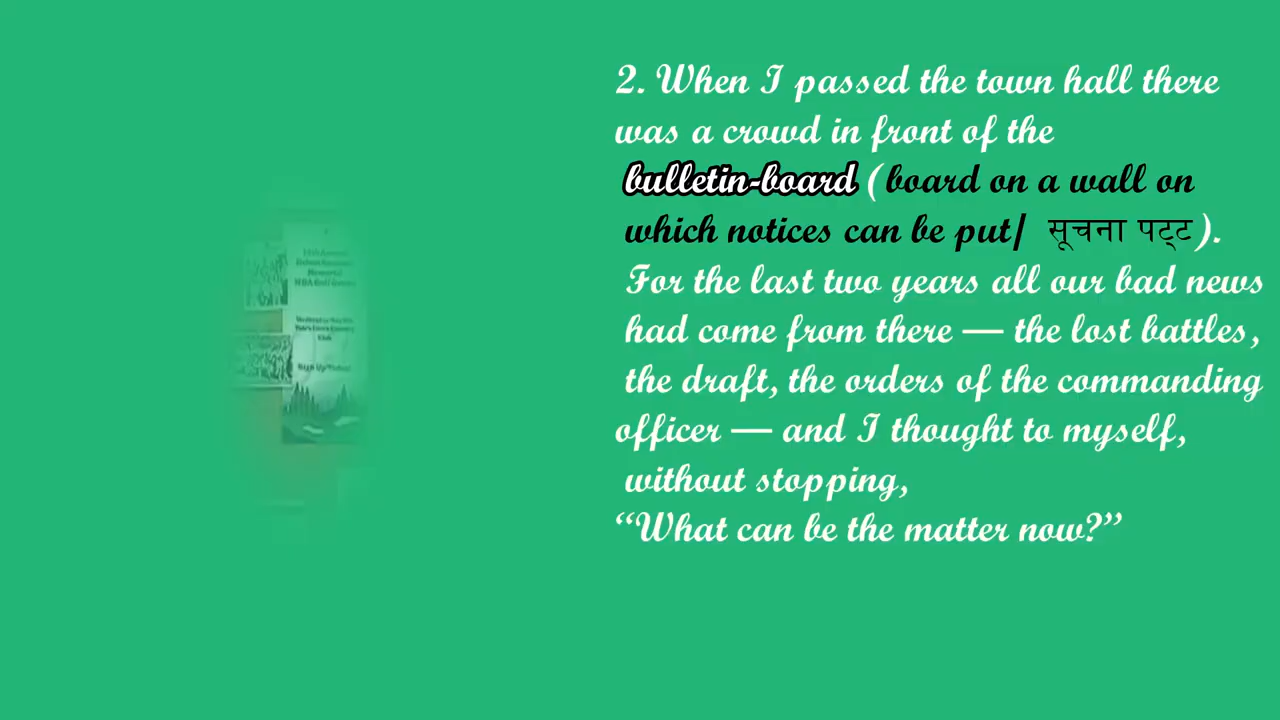 2. When I passed the town hall there
was a crowd in front of the
bulletin-board (board on a wall on
which notices can be put/ सूचना पट्ट).
For the last two years all our bad news
had come from there — the lost battles,
the draft, the orders of the commanding
officer — and I thought to myself,
without stopping,
“What can be the matter now?”